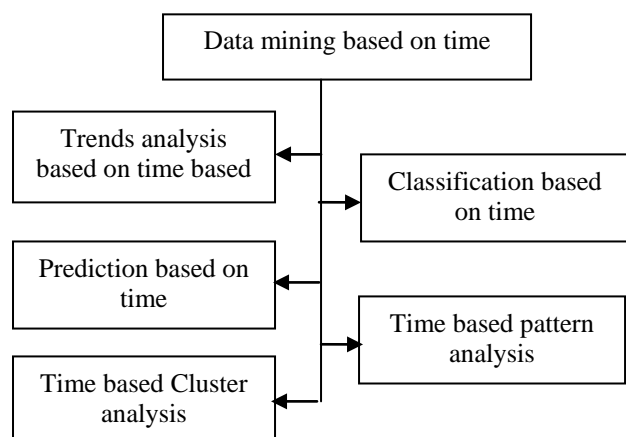 Data mining based on time
Trends analysis
based on time based
Classification based
on time
Prediction based on
time
Time based pattern
analysis
Time based Cluster
analysis